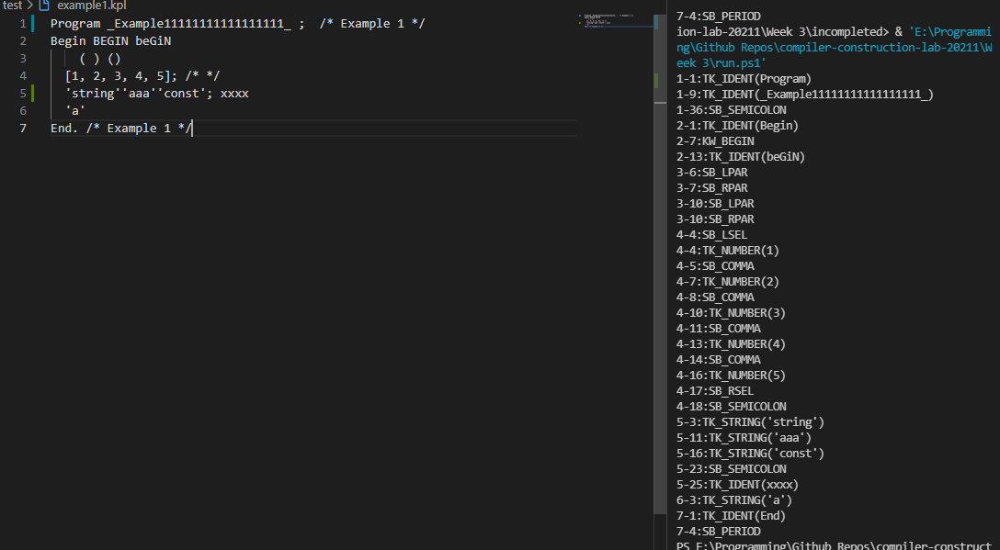 test > example1.kpl
1 Program _Example11111111111111111_ ;  /* Example 1 */
2 Begin BEGIN beGiN
3     ( ) ()
4   [1, 2, 3, 4, 5]; /* */
5   'string''aaa''const'; xxxx
6   'a'
7 End. /* Example 1 */
7-4:SB_PERIOD
ion-lab-20211\Week 3\incompleted> & 'E:\Programmi
ng\Github Repos\compiler-construction-lab-20211\W
eek 3\run.ps1'
1-1:TK_IDENT(Program)
1-9:TK_IDENT(_Example11111111111111111_)
1-36:SB_SEMICOLON
2-1:TK_IDENT(Begin)
2-7:KW_BEGIN
2-13:TK_IDENT(beGiN)
3-6:SB_LPAR
3-7:SB_RPAR
3-10:SB_LPAR
3-10:SB_RPAR
4-4:SB_LSEL
4-4:TK_NUMBER(1)
4-5:SB_COMMA
4-7:TK_NUMBER(2)
4-8:SB_COMMA
4-10:TK_NUMBER(3)
4-11:SB_COMMA
4-13:TK_NUMBER(4)
4-14:SB_COMMA
4-16:TK_NUMBER(5)
4-17:SB_RSEL
4-18:SB_SEMICOLON
5-3:TK_STRING('string')
5-11:TK_STRING('aaa')
5-16:TK_STRING('const')
5-23:SB_SEMICOLON
5-25:TK_IDENT(xxxx)
6-3:TK_STRING('a')
7-1:TK_IDENT(End)
7-4:SB_PERIOD
PS E:\Programming\Github Repos\compiler-construct